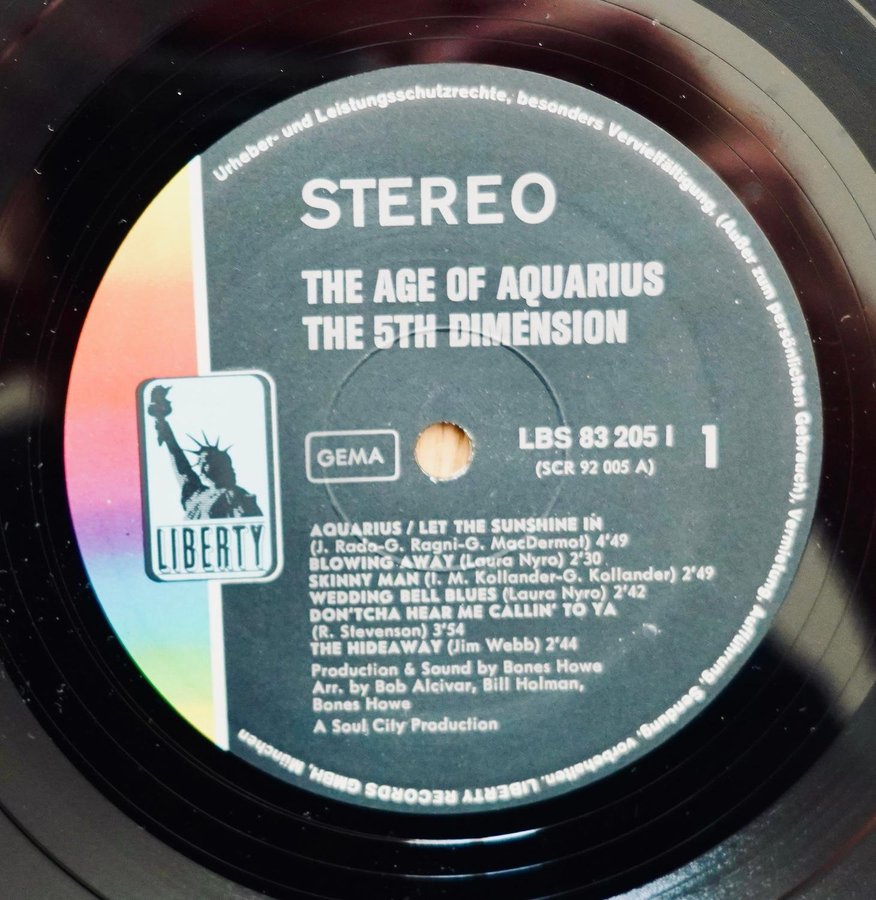 Urheber- und Leistungsschutzrechte, besonders Vervielfältigung, (Außer zum persönlichen Gebrauch), Vermietung, Aufführung, Sendung, vorbehalten. LIBERTY RECORDS GMBH, München
STEREO
THE AGE OF AQUARIUS
THE 5TH DIMENSION
LIBERTY
GEMA
LBS 83 205 I
(SCR 92 005 A)
1
AQUARIUS / LET THE SUNSHINE IN
(J. Rado-G. Ragni-G. MacDermot) 4'49
BLOWING AWAY (Laura Nyro) 2'30
SKINNY MAN (I. M. Kollander-G. Kollander) 2'49
WEDDING BELL BLUES (Laura Nyro) 2'42
DON'TCHA HEAR ME CALLIN' TO YA
(R. Stevenson) 3'54
THE HIDEAWAY (Jim Webb) 2'44
Production & Sound by Bones Howe
Arr. by Bob Alcivar, Bill Holman,
Bones Howe
A Soul City Production